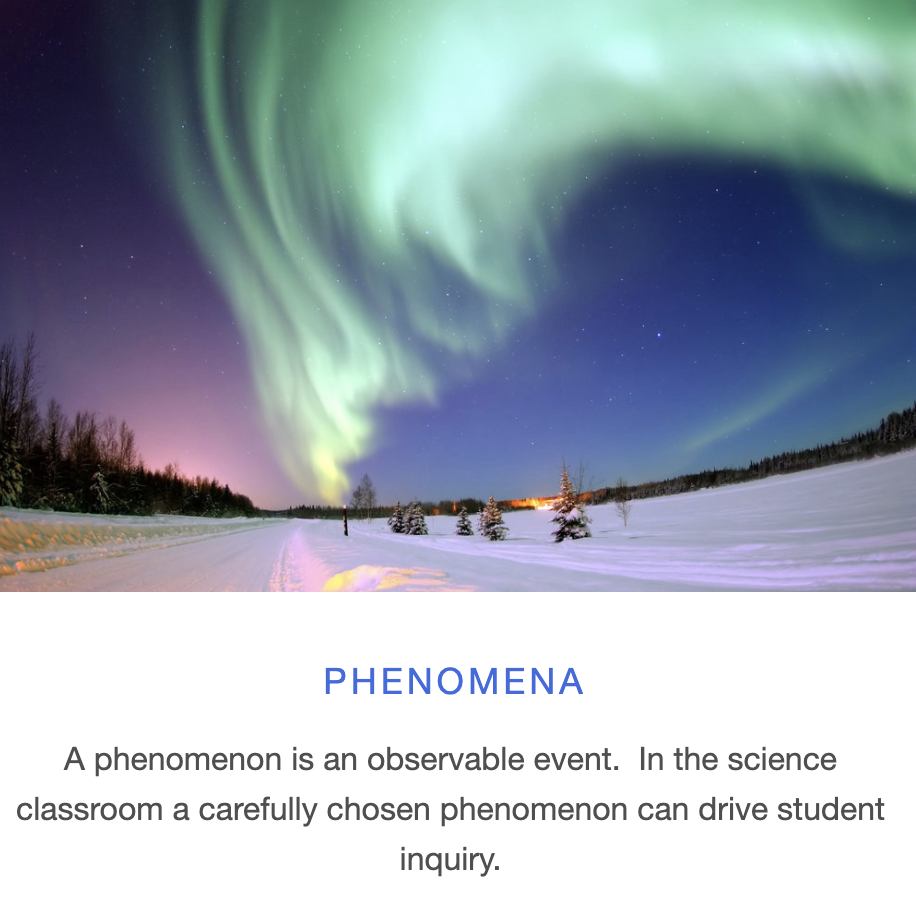 PHENOMENA
A phenomenon is an observable event.  In the science
classroom a carefully chosen phenomenon can drive student
inquiry.